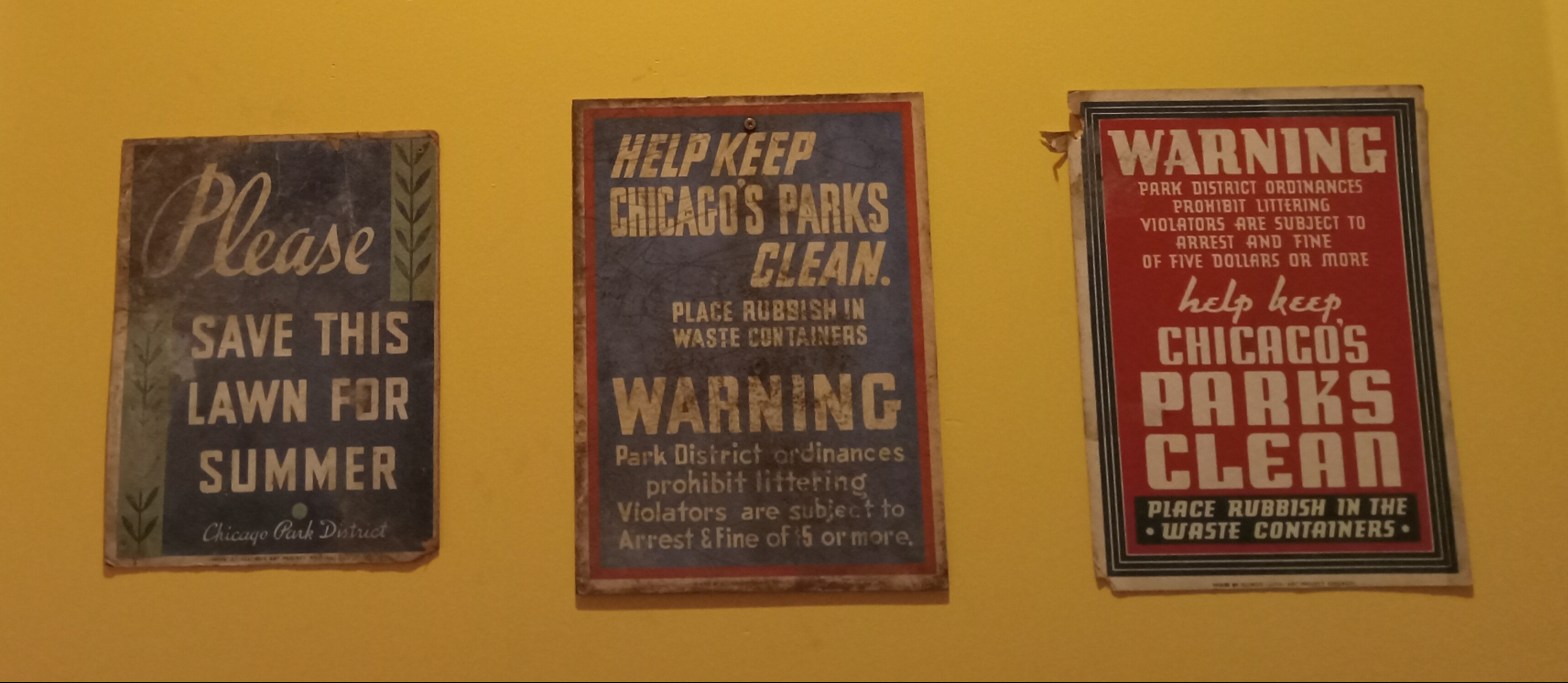 Please
SAVE THIS
LAWN FOR
SUMMER
Chicago Park District
HELP KEEP
CHICAGO'S PARKS
CLEAN.
PLACE RUBBISH IN
WASTE CONTAINERS
WARNING
Park District ordinances
prohibit littering
Violators are subject to
Arrest & Fine of $5 or more.
WARNING
PARK DISTRICT ORDINANCES
PROHIBIT LITTERING
VIOLATORS ARE SUBJECT TO
ARREST AND FINE
OF FIVE DOLLARS OR MORE
help keep
CHICAGO'S
PARKS
CLEAN
PLACE RUBBISH IN THE
• WASTE CONTAINERS •